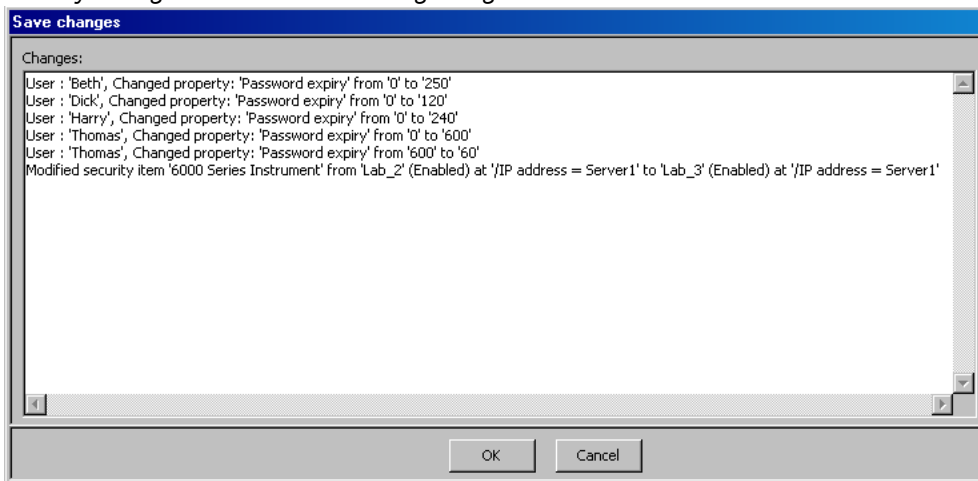 Save changes
Changes:
User : 'Beth', Changed property: 'Password expiry' from '0' to '250'
User : 'Dick', Changed property: 'Password expiry' from '0' to '120'
User : 'Harry', Changed property: 'Password expiry' from '0' to '240'
User : 'Thomas', Changed property: 'Password expiry' from '0' to '600'
User : 'Thomas', Changed property: 'Password expiry' from '600' to '60'
Modified security item '6000 Series Instrument' from 'Lab_2' (Enabled) at '/IP address = Server1' to 'Lab_3' (Enabled) at '/IP address = Server1'
OK Cancel